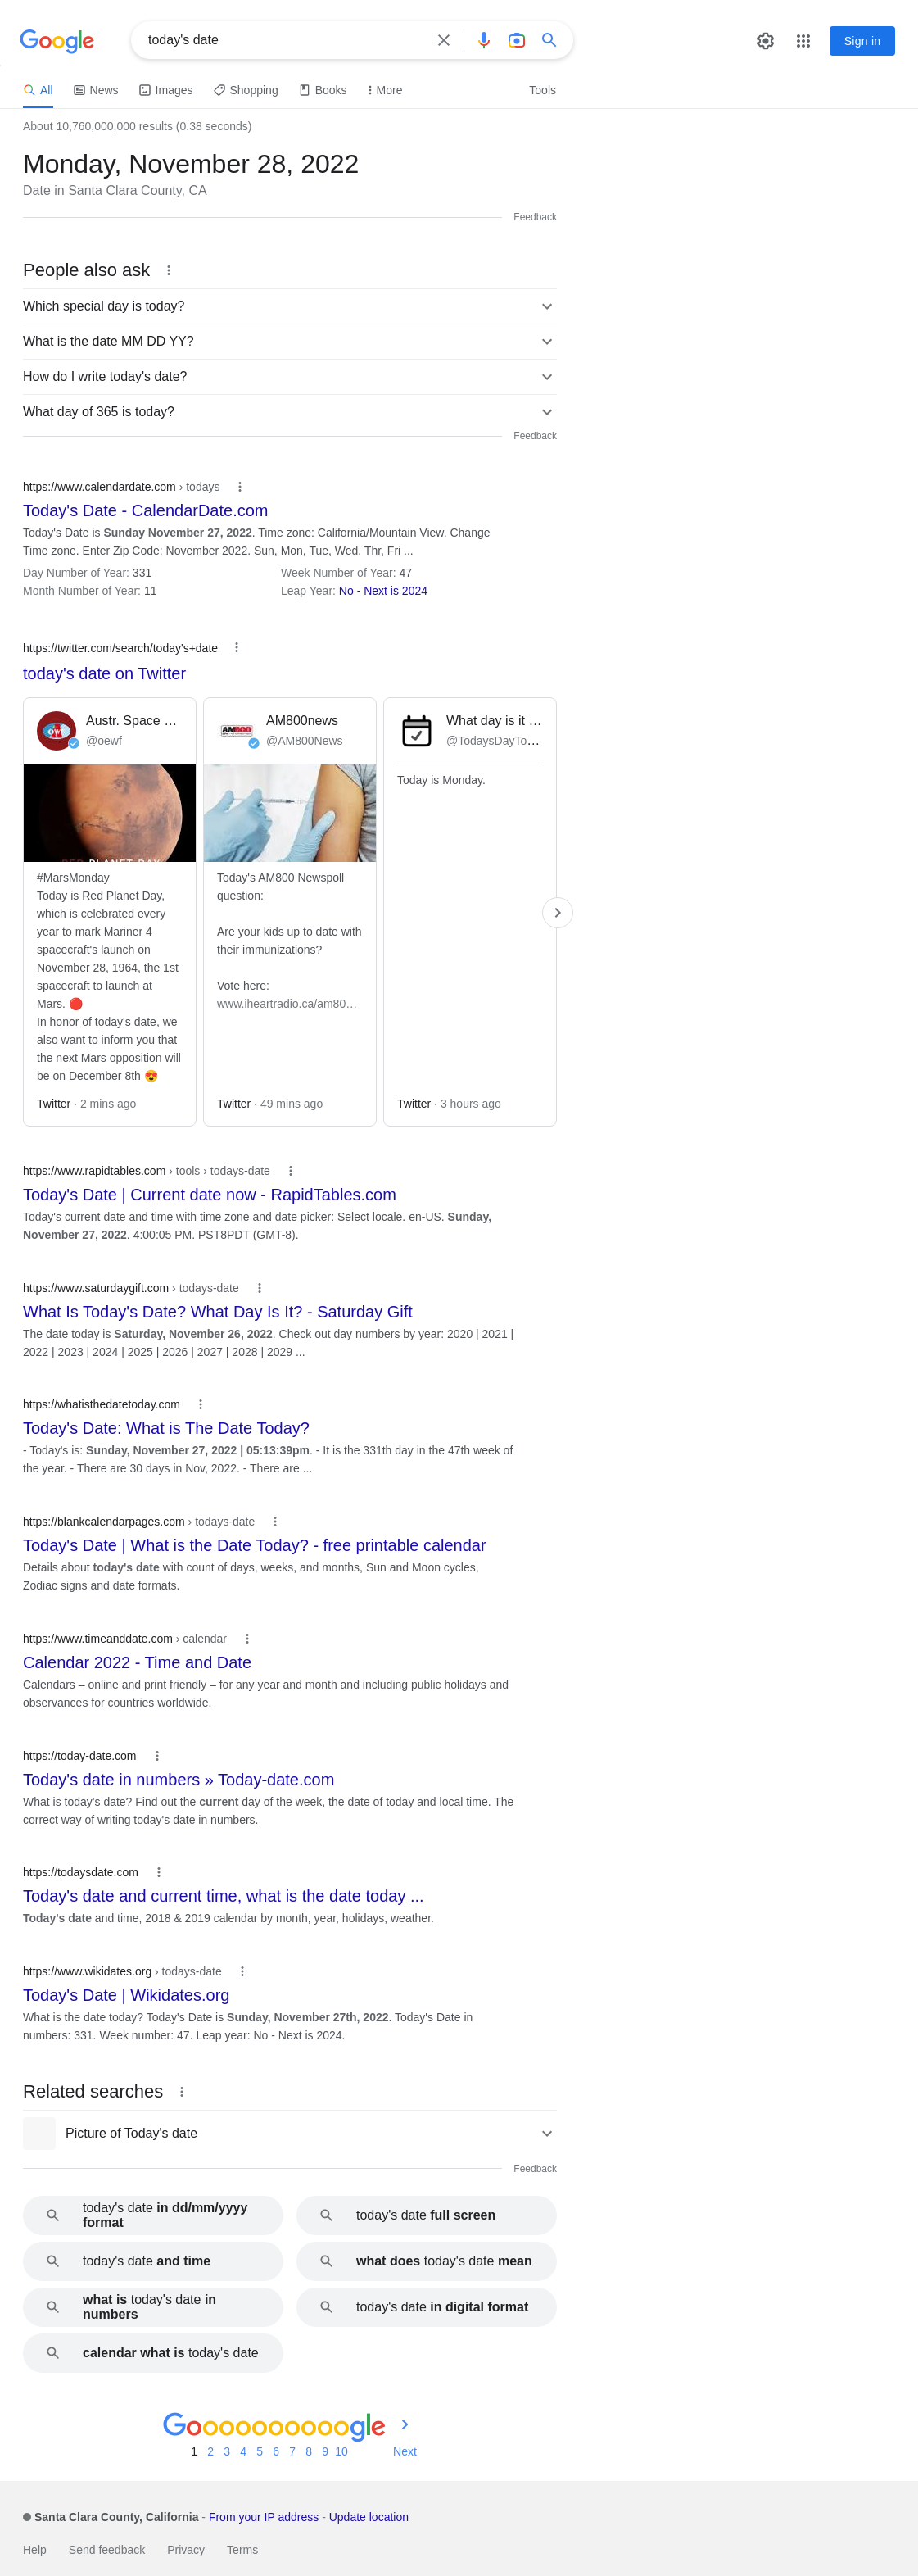 Google
today's date
Sign in
All
News
Images
Shopping
Books
More
Tools
About 10,760,000,000 results (0.38 seconds)
Monday, November 28, 2022
Date in Santa Clara County, CA
Feedback
People also ask
Which special day is today?
What is the date MM DD YY?
How do I write today's date?
What day of 365 is today?
Feedback
https://www.calendardate.com › todays
Today's Date - CalendarDate.com
Today's Date is Sunday November 27, 2022. Time zone: California/Mountain View. Change
Time zone. Enter Zip Code: November 2022. Sun, Mon, Tue, Wed, Thr, Fri ...
Day Number of Year: 331
Week Number of Year: 47
Month Number of Year: 11
Leap Year: No - Next is 2024
https://twitter.com/search/today's+date
today's date on Twitter
Austr. Space …
@oewf
#MarsMonday
Today is Red Planet Day,
which is celebrated every
year to mark Mariner 4
spacecraft's launch on
November 28, 1964, the 1st
spacecraft to launch at
Mars. 🔴
In honor of today's date, we
also want to inform you that
the next Mars opposition will
be on December 8th 😍
Twitter · 2 mins ago
AM800news
@AM800News
AM800
Today's AM800 Newspoll
question:
Are your kids up to date with
their immunizations?
Vote here:
www.iheartradio.ca/am80…
Twitter · 49 mins ago
What day is it …
@TodaysDayTo…
Today is Monday.
Twitter · 3 hours ago
https://www.rapidtables.com › tools › todays-date
Today's Date | Current date now - RapidTables.com
Today's current date and time with time zone and date picker: Select locale. en-US. Sunday,
November 27, 2022. 4:00:05 PM. PST8PDT (GMT-8).
https://www.saturdaygift.com › todays-date
What Is Today's Date? What Day Is It? - Saturday Gift
The date today is Saturday, November 26, 2022. Check out day numbers by year: 2020 | 2021 |
2022 | 2023 | 2024 | 2025 | 2026 | 2027 | 2028 | 2029 ...
https://whatisthedatetoday.com
Today's Date: What is The Date Today?
- Today's is: Sunday, November 27, 2022 | 05:13:39pm. - It is the 331th day in the 47th week of
the year. - There are 30 days in Nov, 2022. - There are ...
https://blankcalendarpages.com › todays-date
Today's Date | What is the Date Today? - free printable calendar
Details about today's date with count of days, weeks, and months, Sun and Moon cycles,
Zodiac signs and date formats.
https://www.timeanddate.com › calendar
Calendar 2022 - Time and Date
Calendars – online and print friendly – for any year and month and including public holidays and
observances for countries worldwide.
https://today-date.com
Today's date in numbers » Today-date.com
What is today's date? Find out the current day of the week, the date of today and local time. The
correct way of writing today's date in numbers.
https://todaysdate.com
Today's date and current time, what is the date today ...
Today's date and time, 2018 & 2019 calendar by month, year, holidays, weather.
https://www.wikidates.org › todays-date
Today's Date | Wikidates.org
What is the date today? Today's Date is Sunday, November 27th, 2022. Today's Date in
numbers: 331. Week number: 47. Leap year: No - Next is 2024.
Related searches
Picture of Today's date
Feedback
today's date in dd/mm/yyyy
format
today's date full screen
today's date and time
what does today's date mean
what is today's date in
numbers
today's date in digital format
calendar what is today's date
Goooooooooogle
1 2 3 4 5 6 7 8 9 10 Next
Santa Clara County, California - From your IP address - Update location
Help
Send feedback
Privacy
Terms